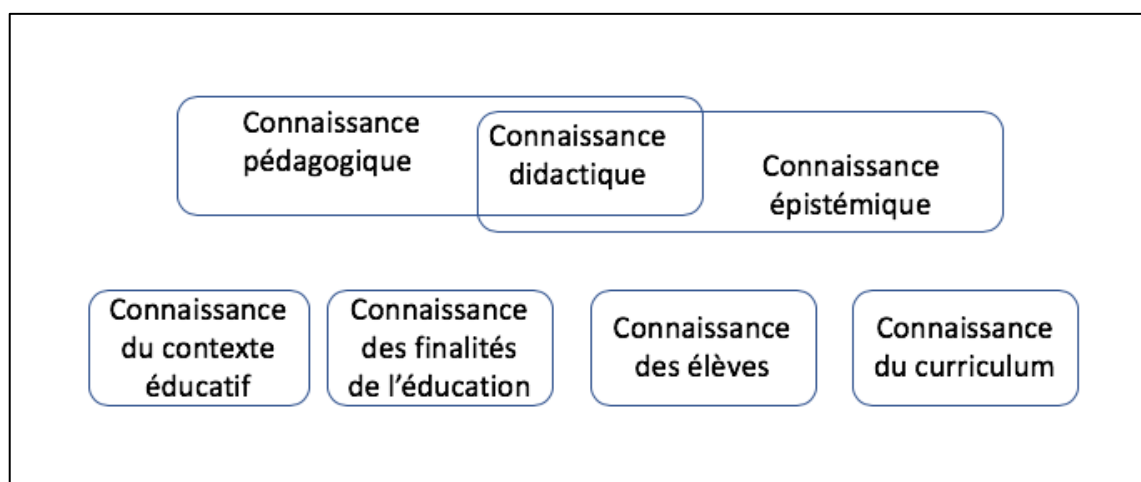 Connaissance
pédagogique
Connaissance
didactique
Connaissance
épistémique
Connaissance
du contexte
éducatif
Connaissance
des finalités
de l'éducation
Connaissance
des élèves
Connaissance
du curriculum